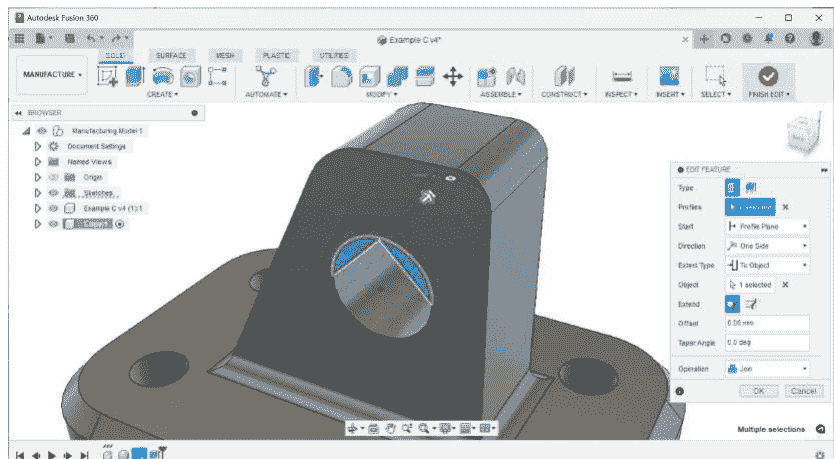 Autodesk Fusion 360
Example C v4*
SOLID SURFACE MESH PLASTIC UTILITIES
MANUFACTURE
CREATE AUTOMATE MODIFY ASSEMBLE CONSTRUCT INSPECT INSERT SELECT FINISH EDIT
BROWSER
Manufacturing Model 1
Document Settings
Named Views
Origin
Sketches
Example C v4 (1):1
EDIT FEATURE
Type
Profiles
Start Profile Plane
Direction One Side
Extent Type To Object
Object 1 selected
Extend
Offset 0.00 mm
Taper Angle 0.0 deg
Operation Join
OK Cancel
Multiple selections